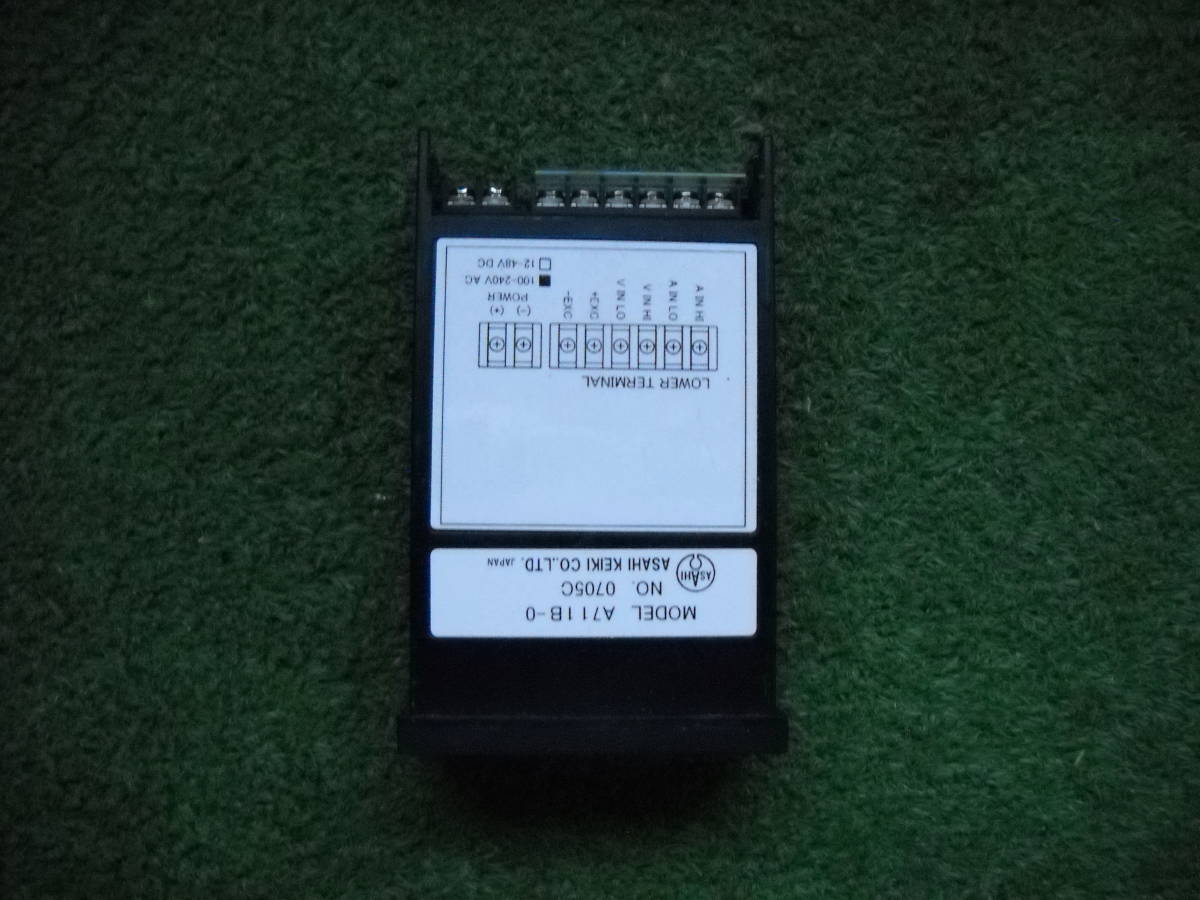 MODEL A711B-0
NO. 0705C
ASAHI
ASAHI KEIKI CO.,LTD. JAPAN
LOWER TERMINAL
A IN HI
A IN LO
V IN HI
V IN LO
+EXC
-EXC
(-) (+)
POWER
■ 100-240V AC
□ 12-48V DC